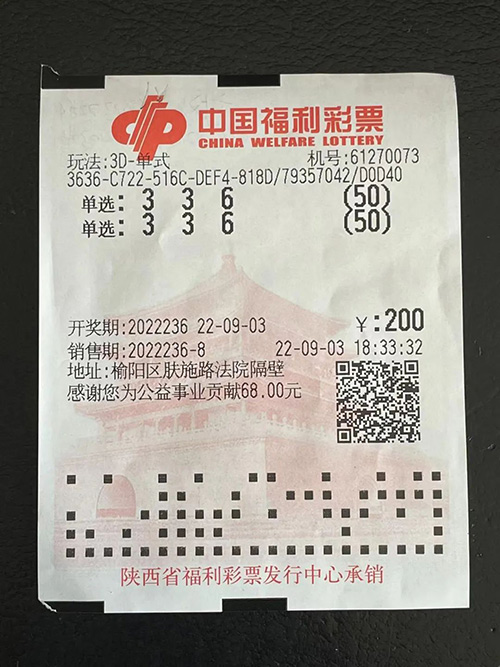 中国福利彩票
CHINA WELFARE LOTTERY
玩法:3D-单式 机号:61270073
3636-C722-516C-DEF4-818D/79357042/D0D40
单选: 3 3 6 (50)
单选: 3 3 6 (50)
开奖期:2022236 22-09-03 ¥:200
销售期:2022236-8 22-09-03 18:33:32
地址:榆阳区肤施路法院隔壁
感谢您为公益事业贡献68.00元
陕西省福利彩票发行中心承销